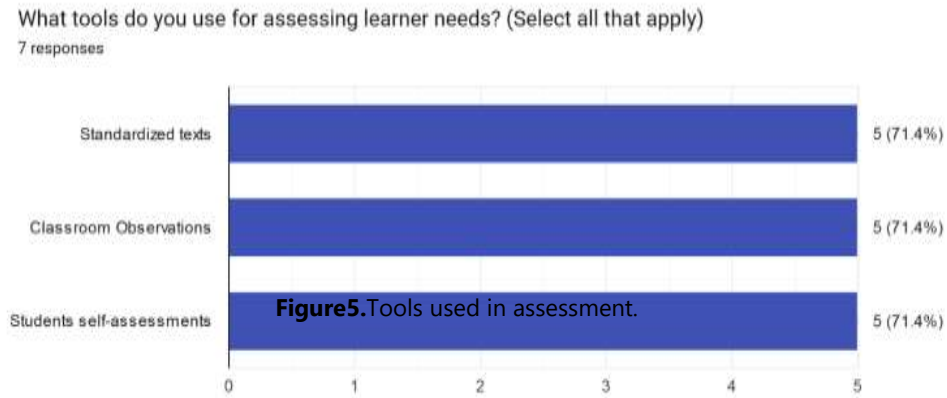 What tools do you use for assessing learner needs? (Select all that apply)
7 responses
Standardized texts
5 (71.4%)
Classroom Observations
5 (71.4%)
Students self-assessments
Figure5.Tools used in assessment.
5 (71.4%)
0 1 2 3 4 5